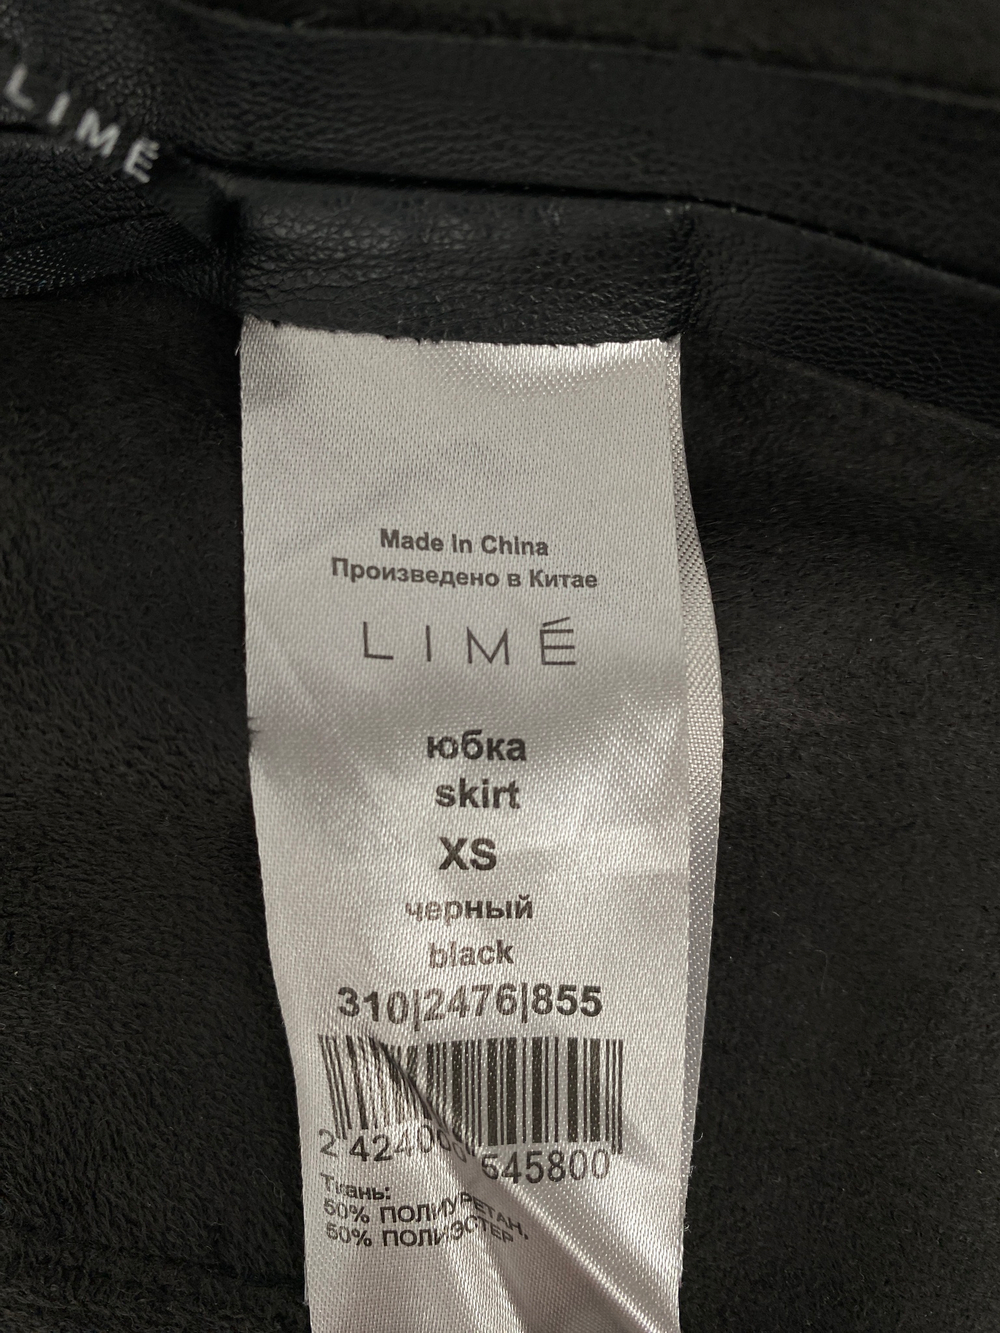 LIMÉ
Made in China
Произведено в Китае
LIMÉ
юбка
skirt
XS
черный
black
310|2476|855
2 424000 545800
Ткань:
50% ПОЛИУРЕТАН,
50% ПОЛИЭСТЕР